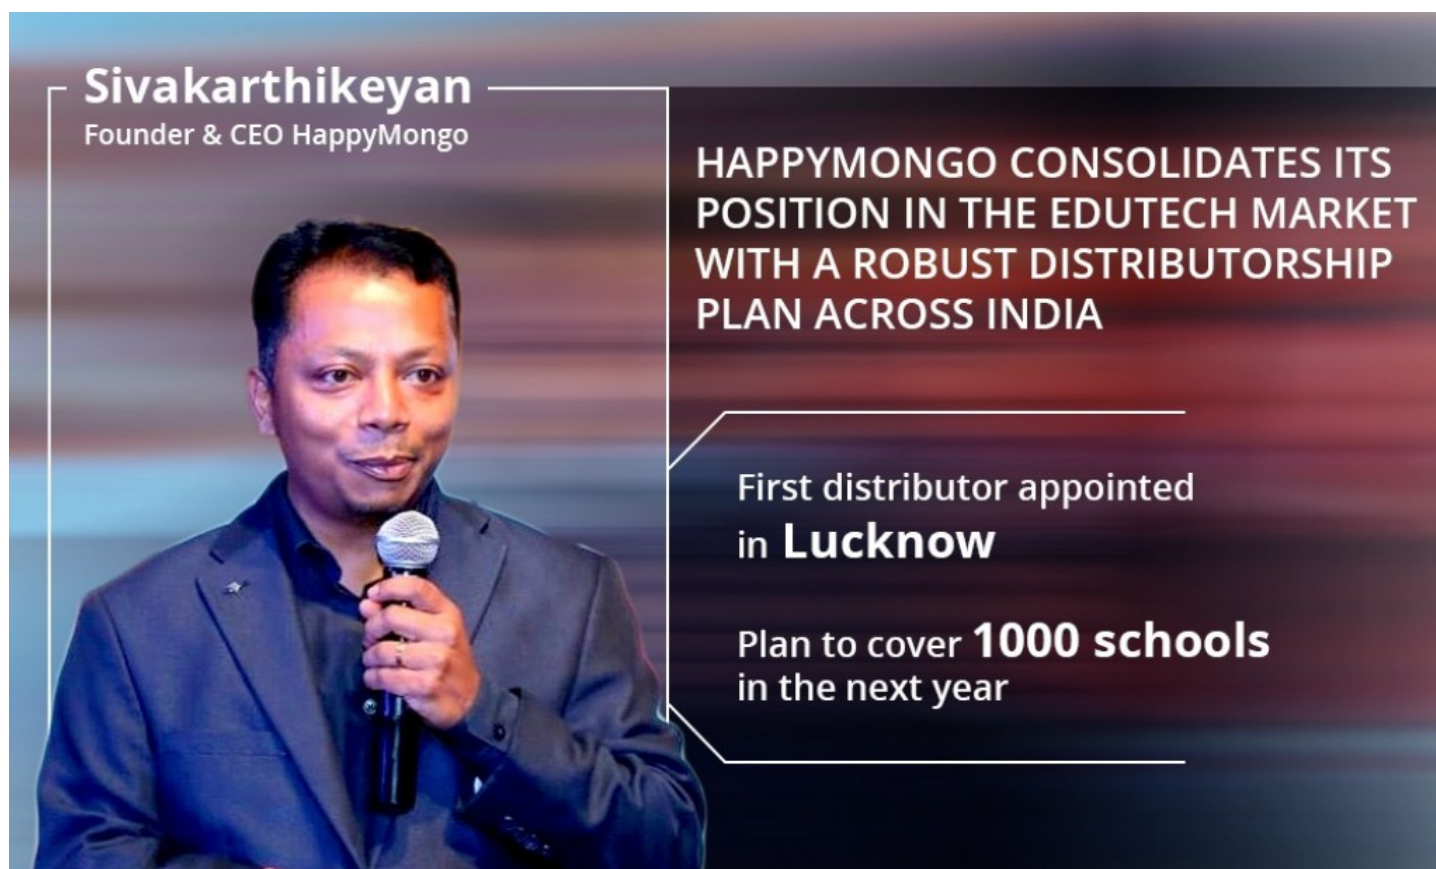 Sivakarthikeyan
Founder & CEO HappyMongo
HAPPYMONGO CONSOLIDATES ITS
POSITION IN THE EDUTECH MARKET
WITH A ROBUST DISTRIBUTORSHIP
PLAN ACROSS INDIA
First distributor appointed
in Lucknow
Plan to cover 1000 schools
in the next year